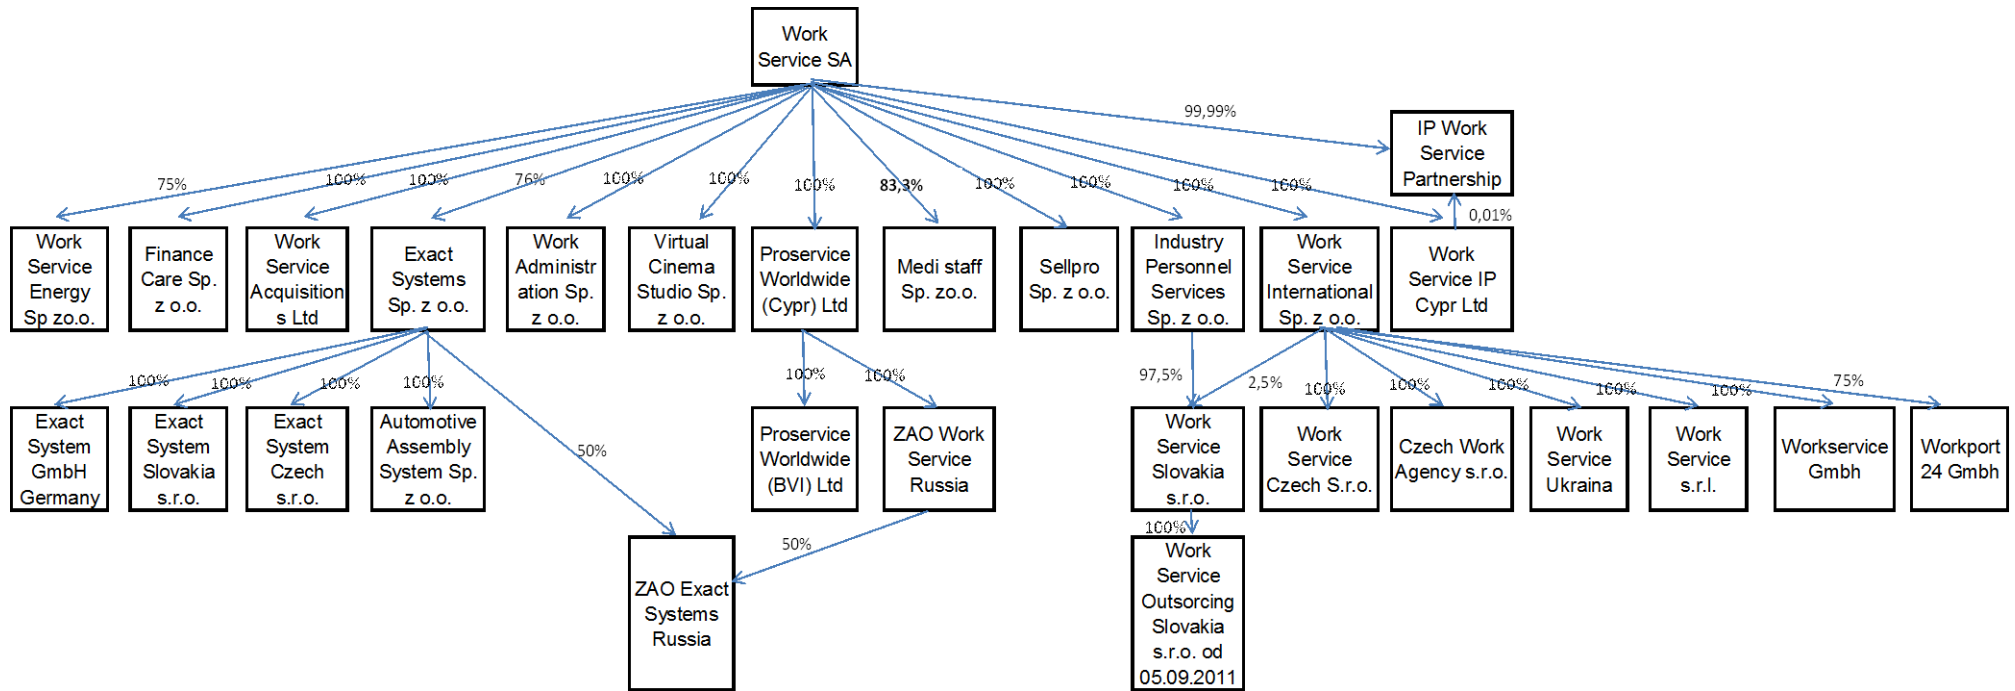 Work
Service SA
99,99%
IP Work
Service
Partnership
75%
100%
100%
76%
100%
100%
100%
83,3%
100%
100%
100%
100%
0,01%
Work
Service
Energy
Sp zo.o.
Finance
Care Sp.
z o.o.
Work
Service
Acquisition
s Ltd
Exact
Systems
Sp. z o.o.
Work
Administr
ation Sp.
z o.o.
Virtual
Cinema
Studio Sp.
z o.o.
Proservice
Worldwide
(Cypr) Ltd
Medi staff
Sp. zo.o.
Sellpro
Sp. z o.o.
Industry
Personnel
Services
Sp. z o.o.
Work
Service
International
Sp. z o.o.
Work
Service IP
Cypr Ltd
100%
100%
100%
100%
50%
100%
100%
97,5%
2,5%
100%
100%
100%
100%
100%
75%
Exact
System
GmbH
Germany
Exact
System
Slovakia
s.r.o.
Exact
System
Czech
s.r.o.
Automotive
Assembly
System Sp.
z o.o.
Proservice
Worldwide
(BVI) Ltd
ZAO Work
Service
Russia
Work
Service
Slovakia
s.r.o.
Work
Service
Czech S.r.o.
Czech Work
Agency s.r.o.
Work
Service
Ukraina
Work
Service
s.r.l.
Workservice
Gmbh
Workport
24 Gmbh
50%
100%
ZAO Exact
Systems
Russia
Work
Service
Outsorcing
Slovakia
s.r.o. od
05.09.2011